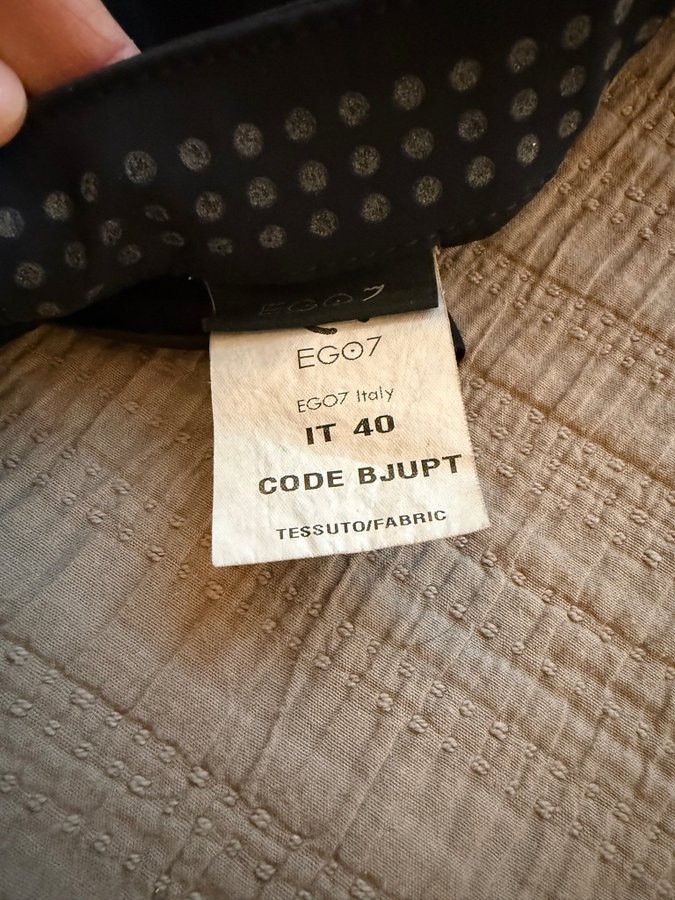 EGO7
EGO7
EGO7 Italy
IT 40
CODE BJUPT
TESSUTO/FABRIC